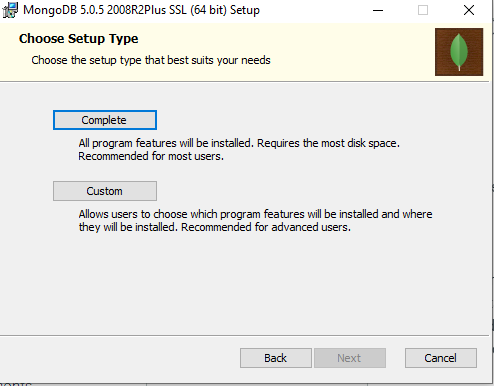 MongoDB 5.0.5 2008R2Plus SSL (64 bit) Setup
Choose Setup Type
Choose the setup type that best suits your needs
Complete
All program features will be installed. Requires the most disk space.
Recommended for most users.
Custom
Allows users to choose which program features will be installed and where
they will be installed. Recommended for advanced users.
Back
Next
Cancel